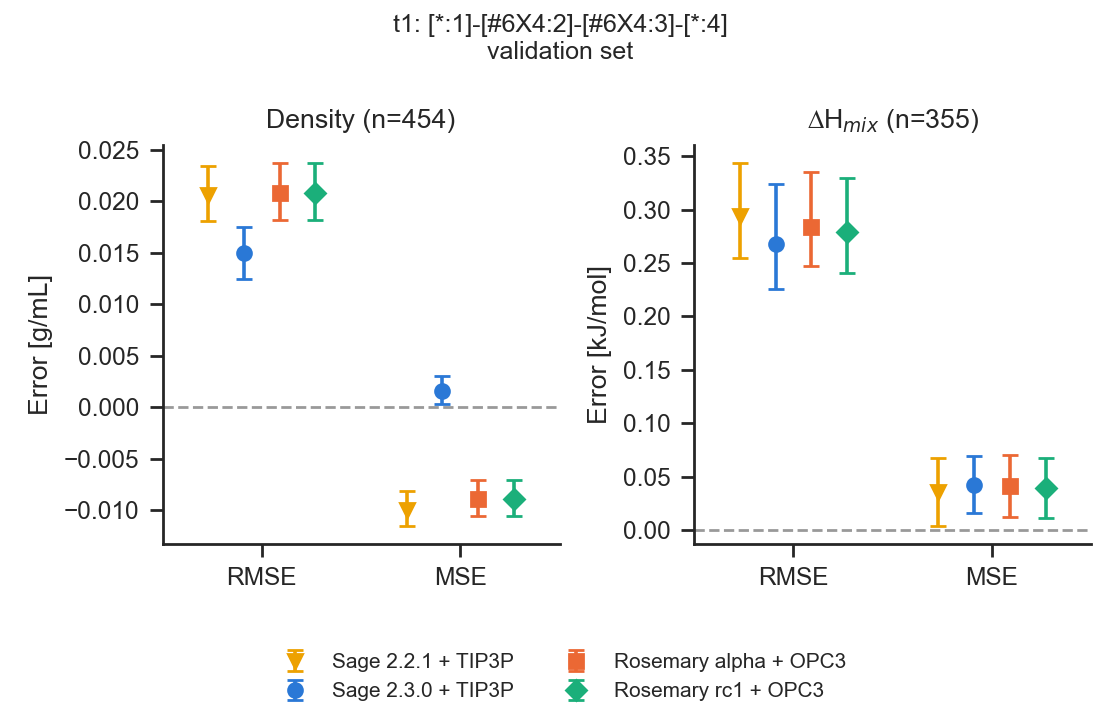 t1: [*:1]-[#6X4:2]-[#6X4:3]-[*:4]
validation set
Density (n=454)
0.025
0.020
0.015
0.010
0.005
0.000
−0.005
−0.010
Error [g/mL]
RMSE
MSE
ΔH_mix (n=355)
0.35
0.30
0.25
0.20
0.15
0.10
0.05
0.00
Error [kJ/mol]
RMSE
MSE
Sage 2.2.1 + TIP3P
Sage 2.3.0 + TIP3P
Rosemary alpha + OPC3
Rosemary rc1 + OPC3